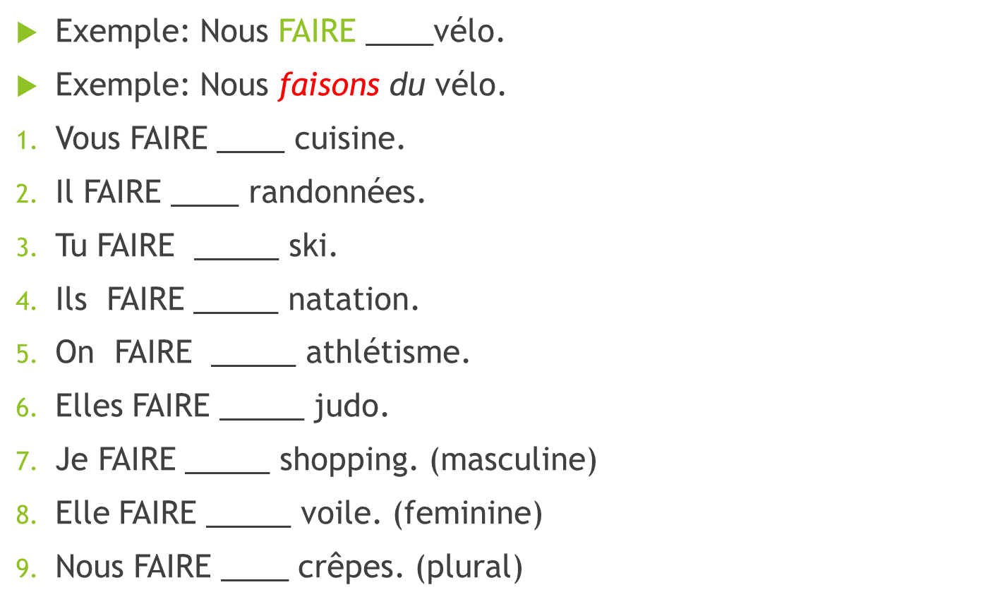 Exemple: Nous FAIRE ____vélo.
Exemple: Nous faisons du vélo.
1. Vous FAIRE ____ cuisine.
2. Il FAIRE ____ randonnées.
3. Tu FAIRE _____ ski.
4. Ils FAIRE _____ natation.
5. On FAIRE _____ athlétisme.
6. Elles FAIRE _____ judo.
7. Je FAIRE _____ shopping. (masculine)
8. Elle FAIRE _____ voile. (feminine)
9. Nous FAIRE ____ crêpes. (plural)